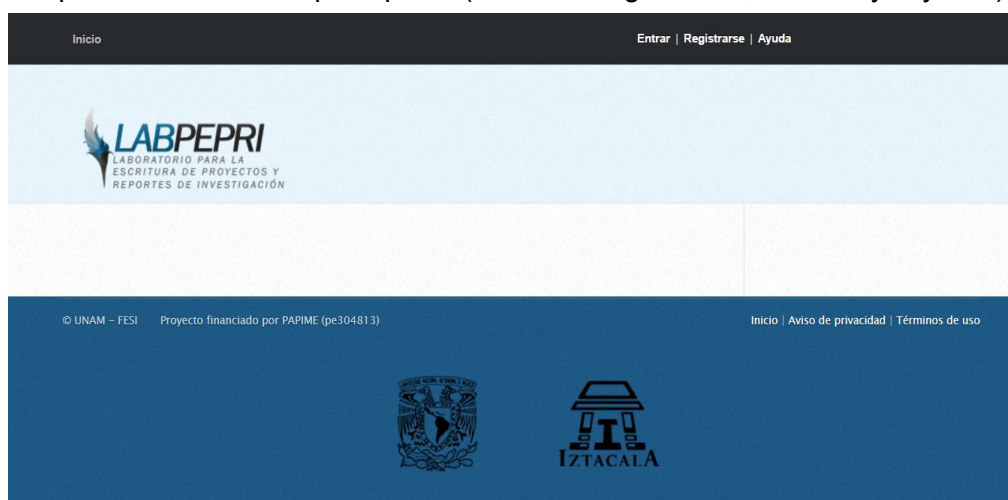 Inicio
Entrar | Registrarse | Ayuda
LABPEPRI
LABORATORIO PARA LA
ESCRITURA DE PROYECTOS Y
REPORTES DE INVESTIGACIÓN
© UNAM – FESI Proyecto financiado por PAPIME (pe304813)
Inicio | Aviso de privacidad | Términos de uso
IZTACALA